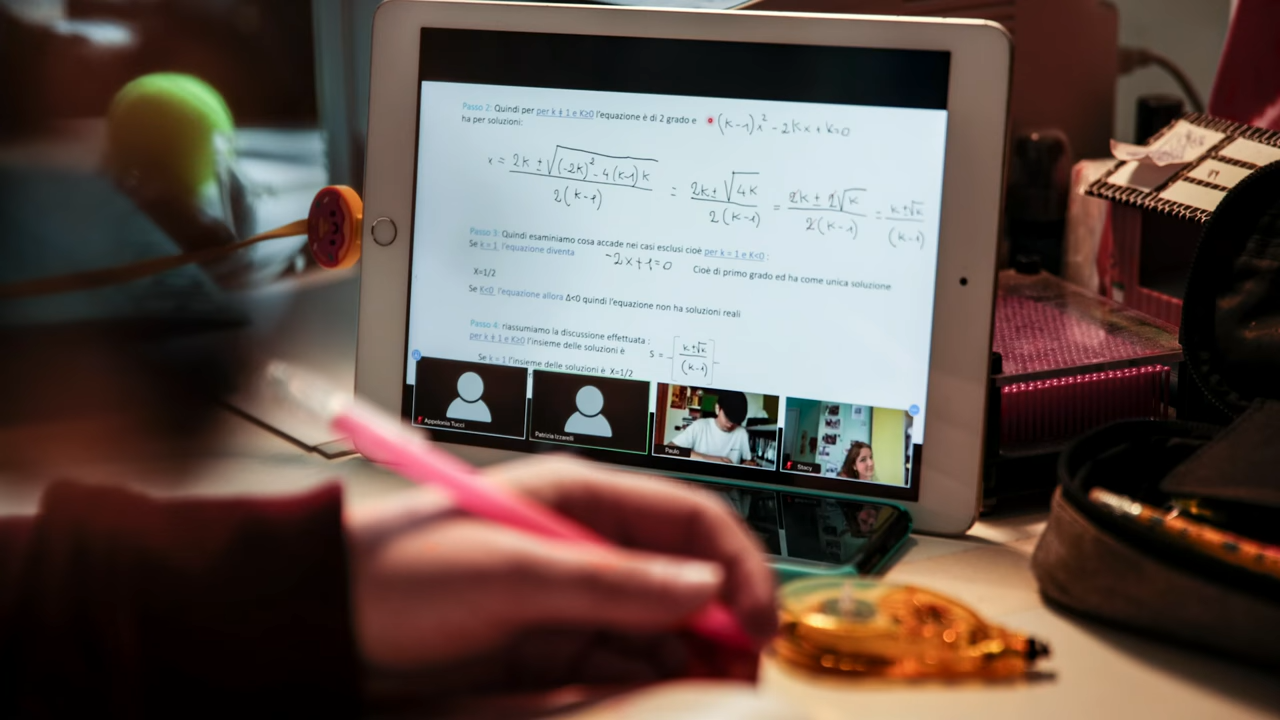 Passo 2: Quindi per per k ≠ 1 e K≥0 l'equazione è di 2 grado e (k-1)x² - 2Kx + K=0
ha per soluzioni:
x = 2k ± √((-2k)² - 4(k-1)k) / 2(k-1) = 2k ± √4k / 2(k-1) = 2k ± 2√k / 2(k-1) = k±√k / (k-1)
Passo 3: Quindi esaminiamo cosa accade nei casi esclusi cioè per k = 1 e K<0 :
Se k = 1 l'equazione diventa -2x+1=0 Cioè di primo grado ed ha come unica soluzione
X=1/2
Se K<0 l'equazione allora Δ<0 quindi l'equazione non ha soluzioni reali
Passo 4: riassumiamo la discussione effettuata :
per k ≠ 1 e K≥0 l'insieme delle soluzioni è S = { k±√k / (k-1) }
Se k = 1 l'insieme delle soluzioni è X=1/2
Appolonia Tucci
Patrizia Izzarelli
Paulo
Stacy